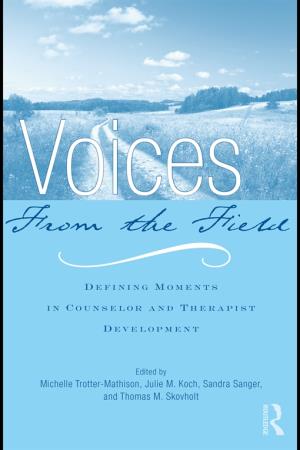 Voices
From the Field
DEFINING MOMENTS
IN COUNSELOR AND THERAPIST
DEVELOPMENT
Edited by
Michelle Trotter-Mathison, Julie M. Koch, Sandra Sanger,
and Thomas M. Skovholt
ROUTLEDGE